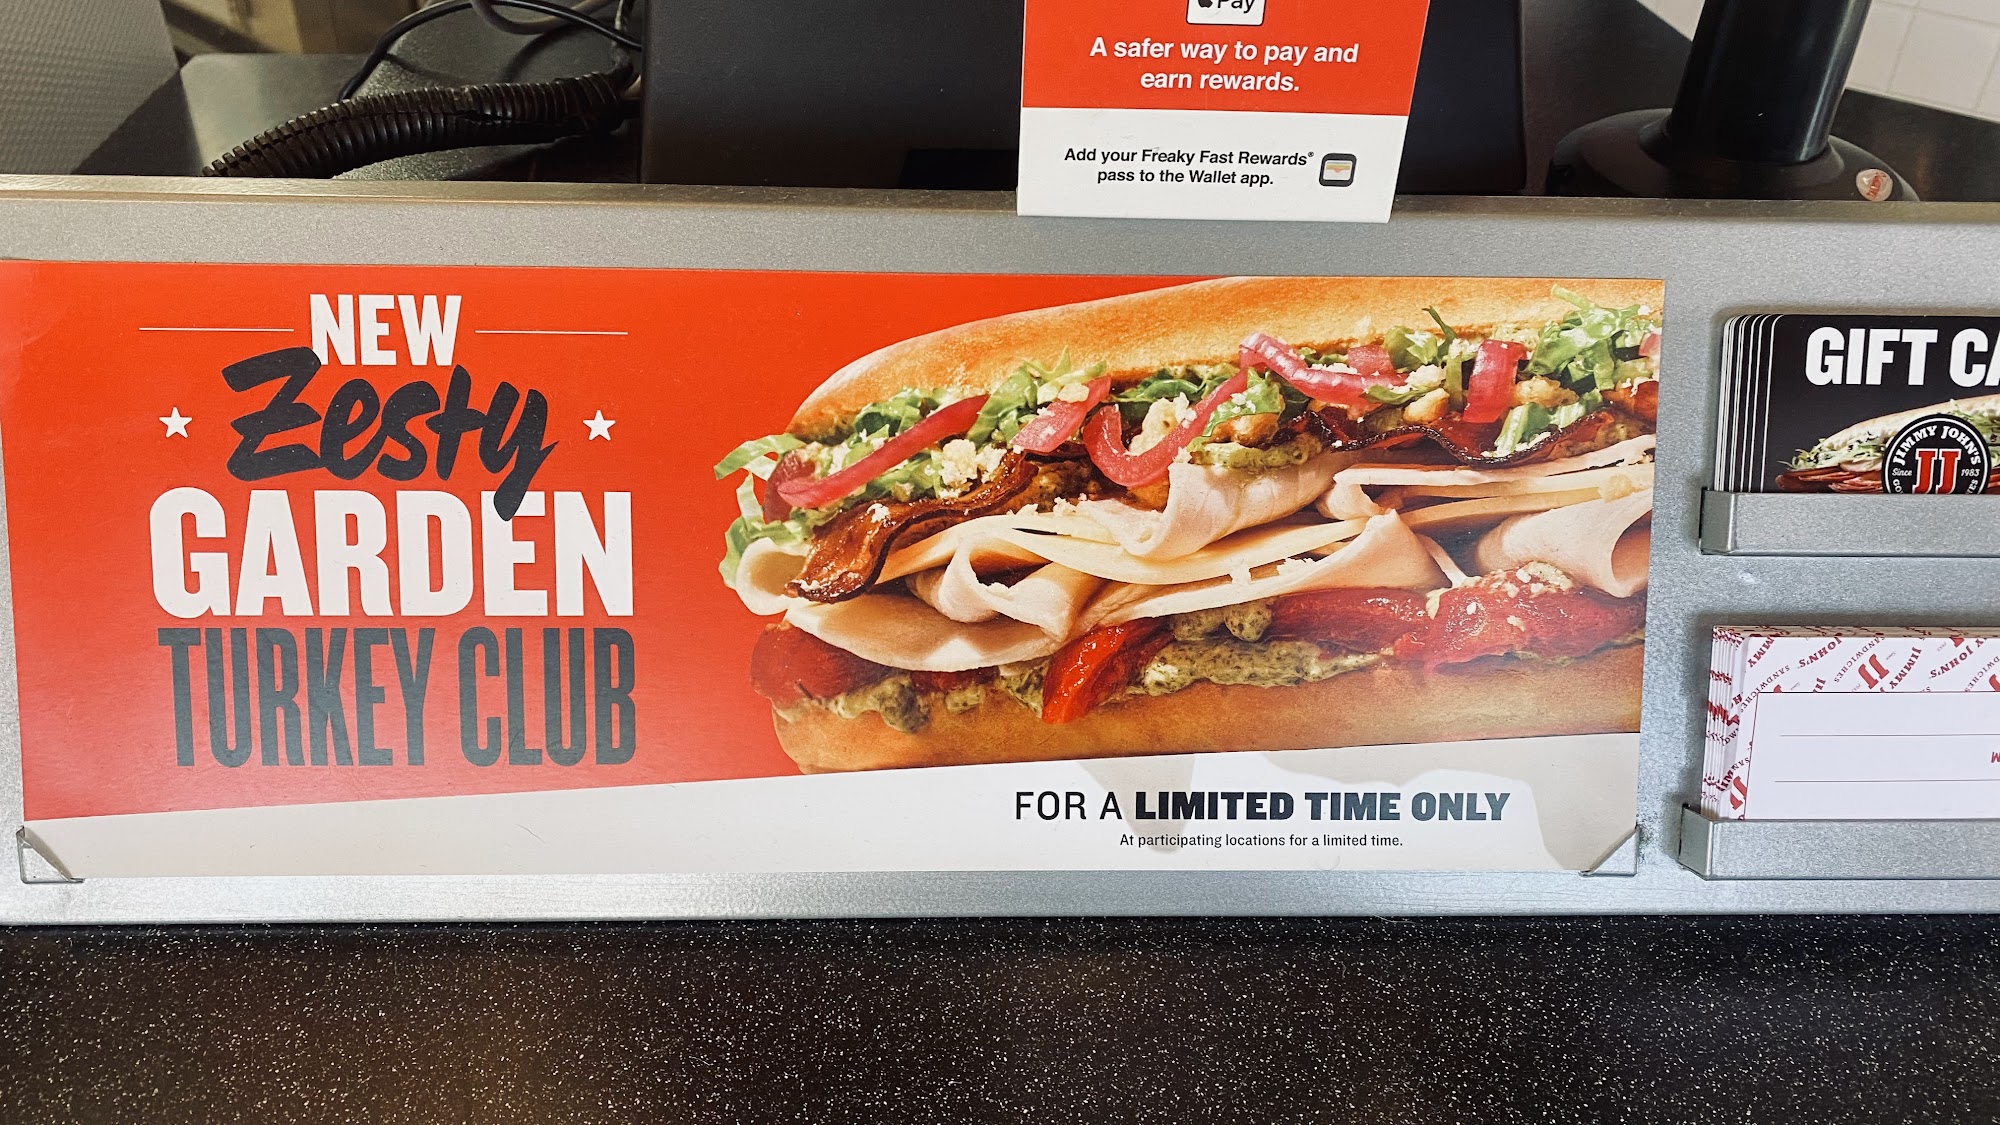 Pay
A safer way to pay and
earn rewards.
Add your Freaky Fast Rewards®
pass to the Wallet app.
NEW
Zesty
GARDEN
TURKEY CLUB
FOR A LIMITED TIME ONLY
At participating locations for a limited time.
GIFT CA
JIMMY JOHN'S
Since JJ 1983